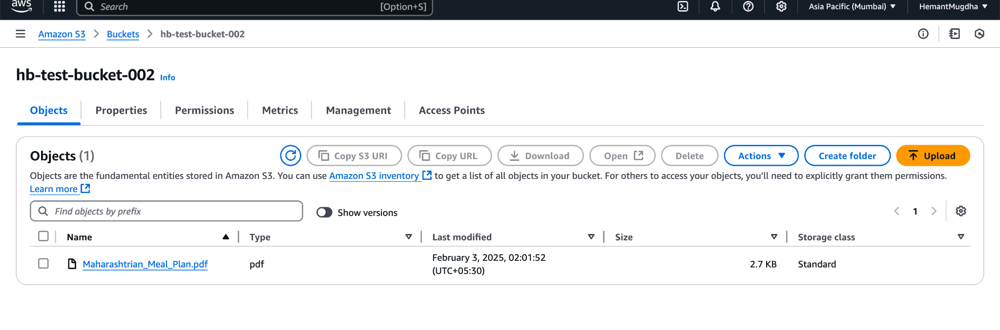 aws
Search [Option+S] Asia Pacific (Mumbai) HemantMugdha
Amazon S3 Buckets hb-test-bucket-002
hb-test-bucket-002 Info
Objects Properties Permissions Metrics Management Access Points
Objects (1) Copy S3 URI Copy URL Download Open Delete Actions Create folder Upload
Objects are the fundamental entities stored in Amazon S3. You can use Amazon S3 inventory to get a list of all objects in your bucket. For others to access your objects, you’ll need to explicitly grant them permissions.
Learn more
Find objects by prefix Show versions 1
Name Type Last modified Size Storage class
Maharashtrian_Meal_Plan.pdf pdf February 3, 2025, 02:01:52 (UTC+05:30) 2.7 KB Standard